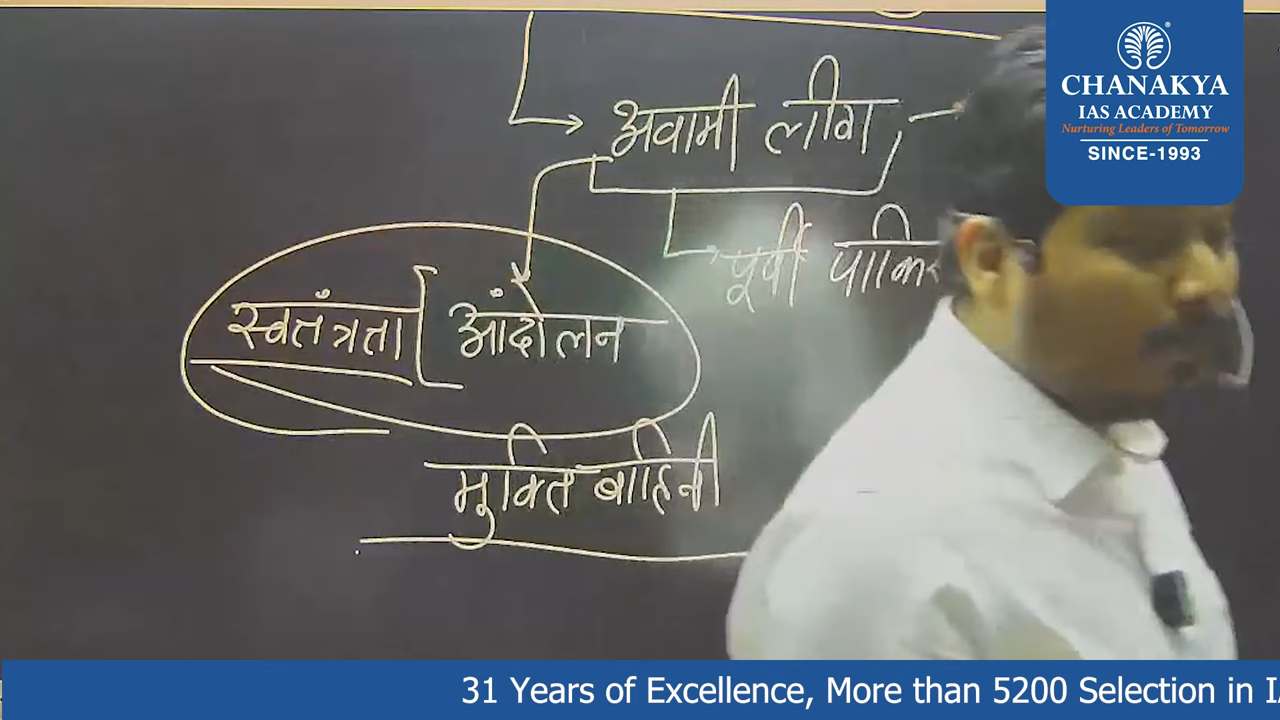 अवामी लीग
पूर्वी
स्वतंत्रता आंदोलन
मुक्ति बाहिनी
CHANAKYA
IAS ACADEMY
Nurturing Leaders of Tomorrow
SINCE-1993
31 Years of Excellence, More than 5200 Selection in